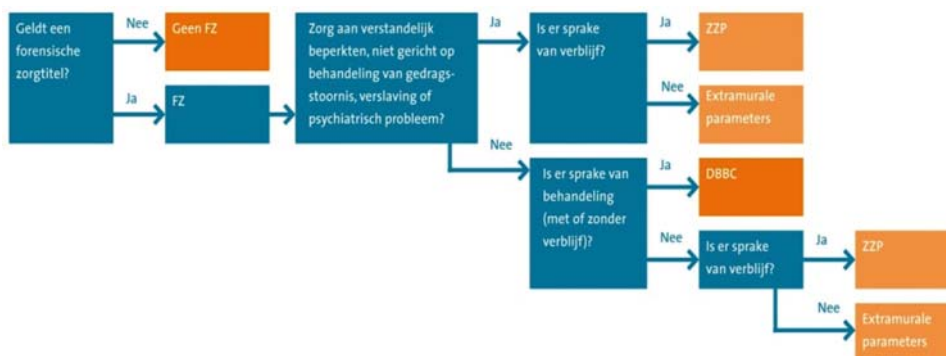 Geldt een
forensische
zorgtitel?
Nee
Geen FZ
Ja
FZ
Zorg aan verstandelijk
beperkten, niet gericht op
behandeling van gedrags-
stoornis, verslaving of
psychiatrisch probleem?
Ja
Is er sprake
van verblijf?
Ja
ZZP
Nee
Extramurale
parameters
Nee
Is er sprake van
behandeling
(met of zonder
verblijf)?
Ja
DBBC
Nee
Is er sprake
van verblijf?
Ja
ZZP
Nee
Extramurale
parameters